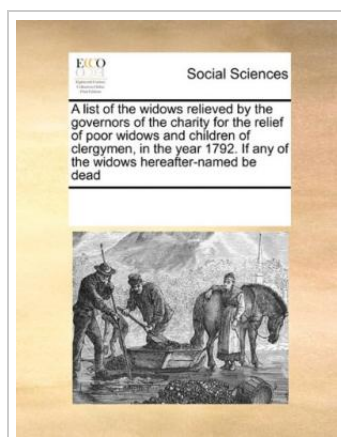 ECCO
Social Sciences
A list of the widows relieved by the
governors of the charity for the relief
of poor widows and children of
clergymen, in the year 1792. If any of
the widows hereafter-named be
dead